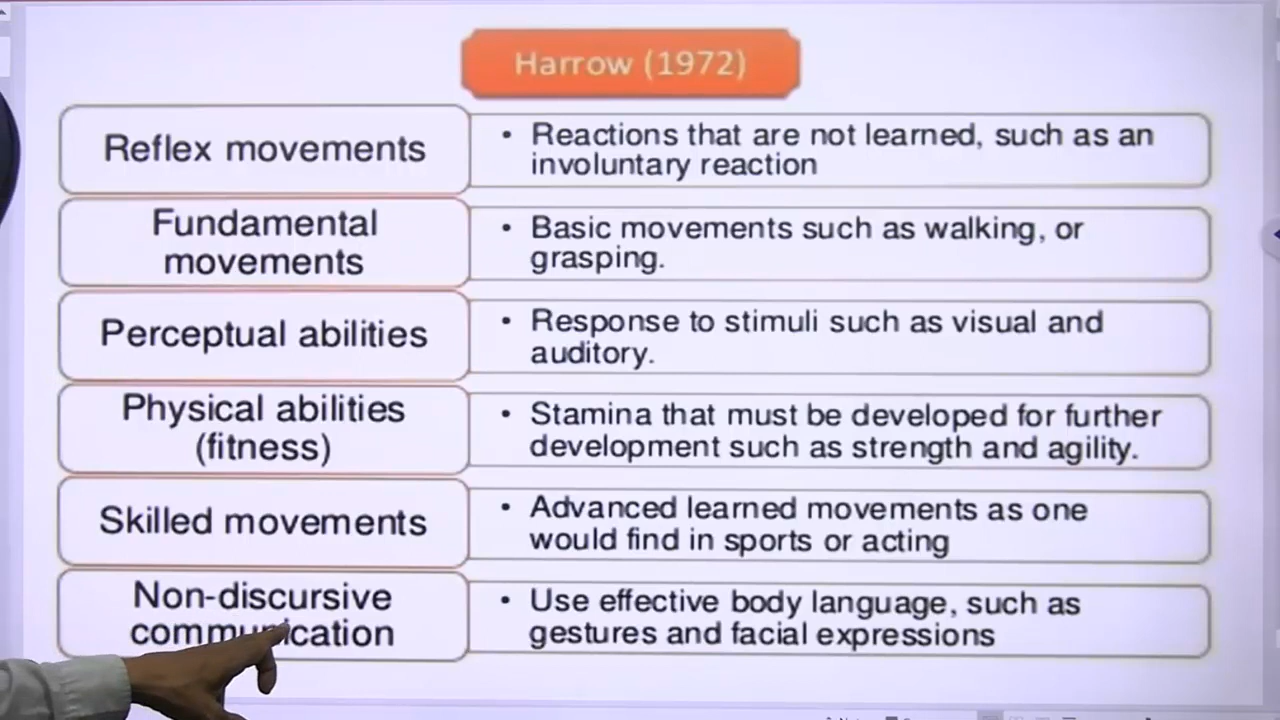 Harrow (1972)
Reflex movements
• Reactions that are not learned, such as an
involuntary reaction
Fundamental
movements
• Basic movements such as walking, or
grasping.
Perceptual abilities
• Response to stimuli such as visual and
auditory.
Physical abilities
(fitness)
• Stamina that must be developed for further
development such as strength and agility.
Skilled movements
• Advanced learned movements as one
would find in sports or acting
Non-discursive
communication
• Use effective body language, such as
gestures and facial expressions